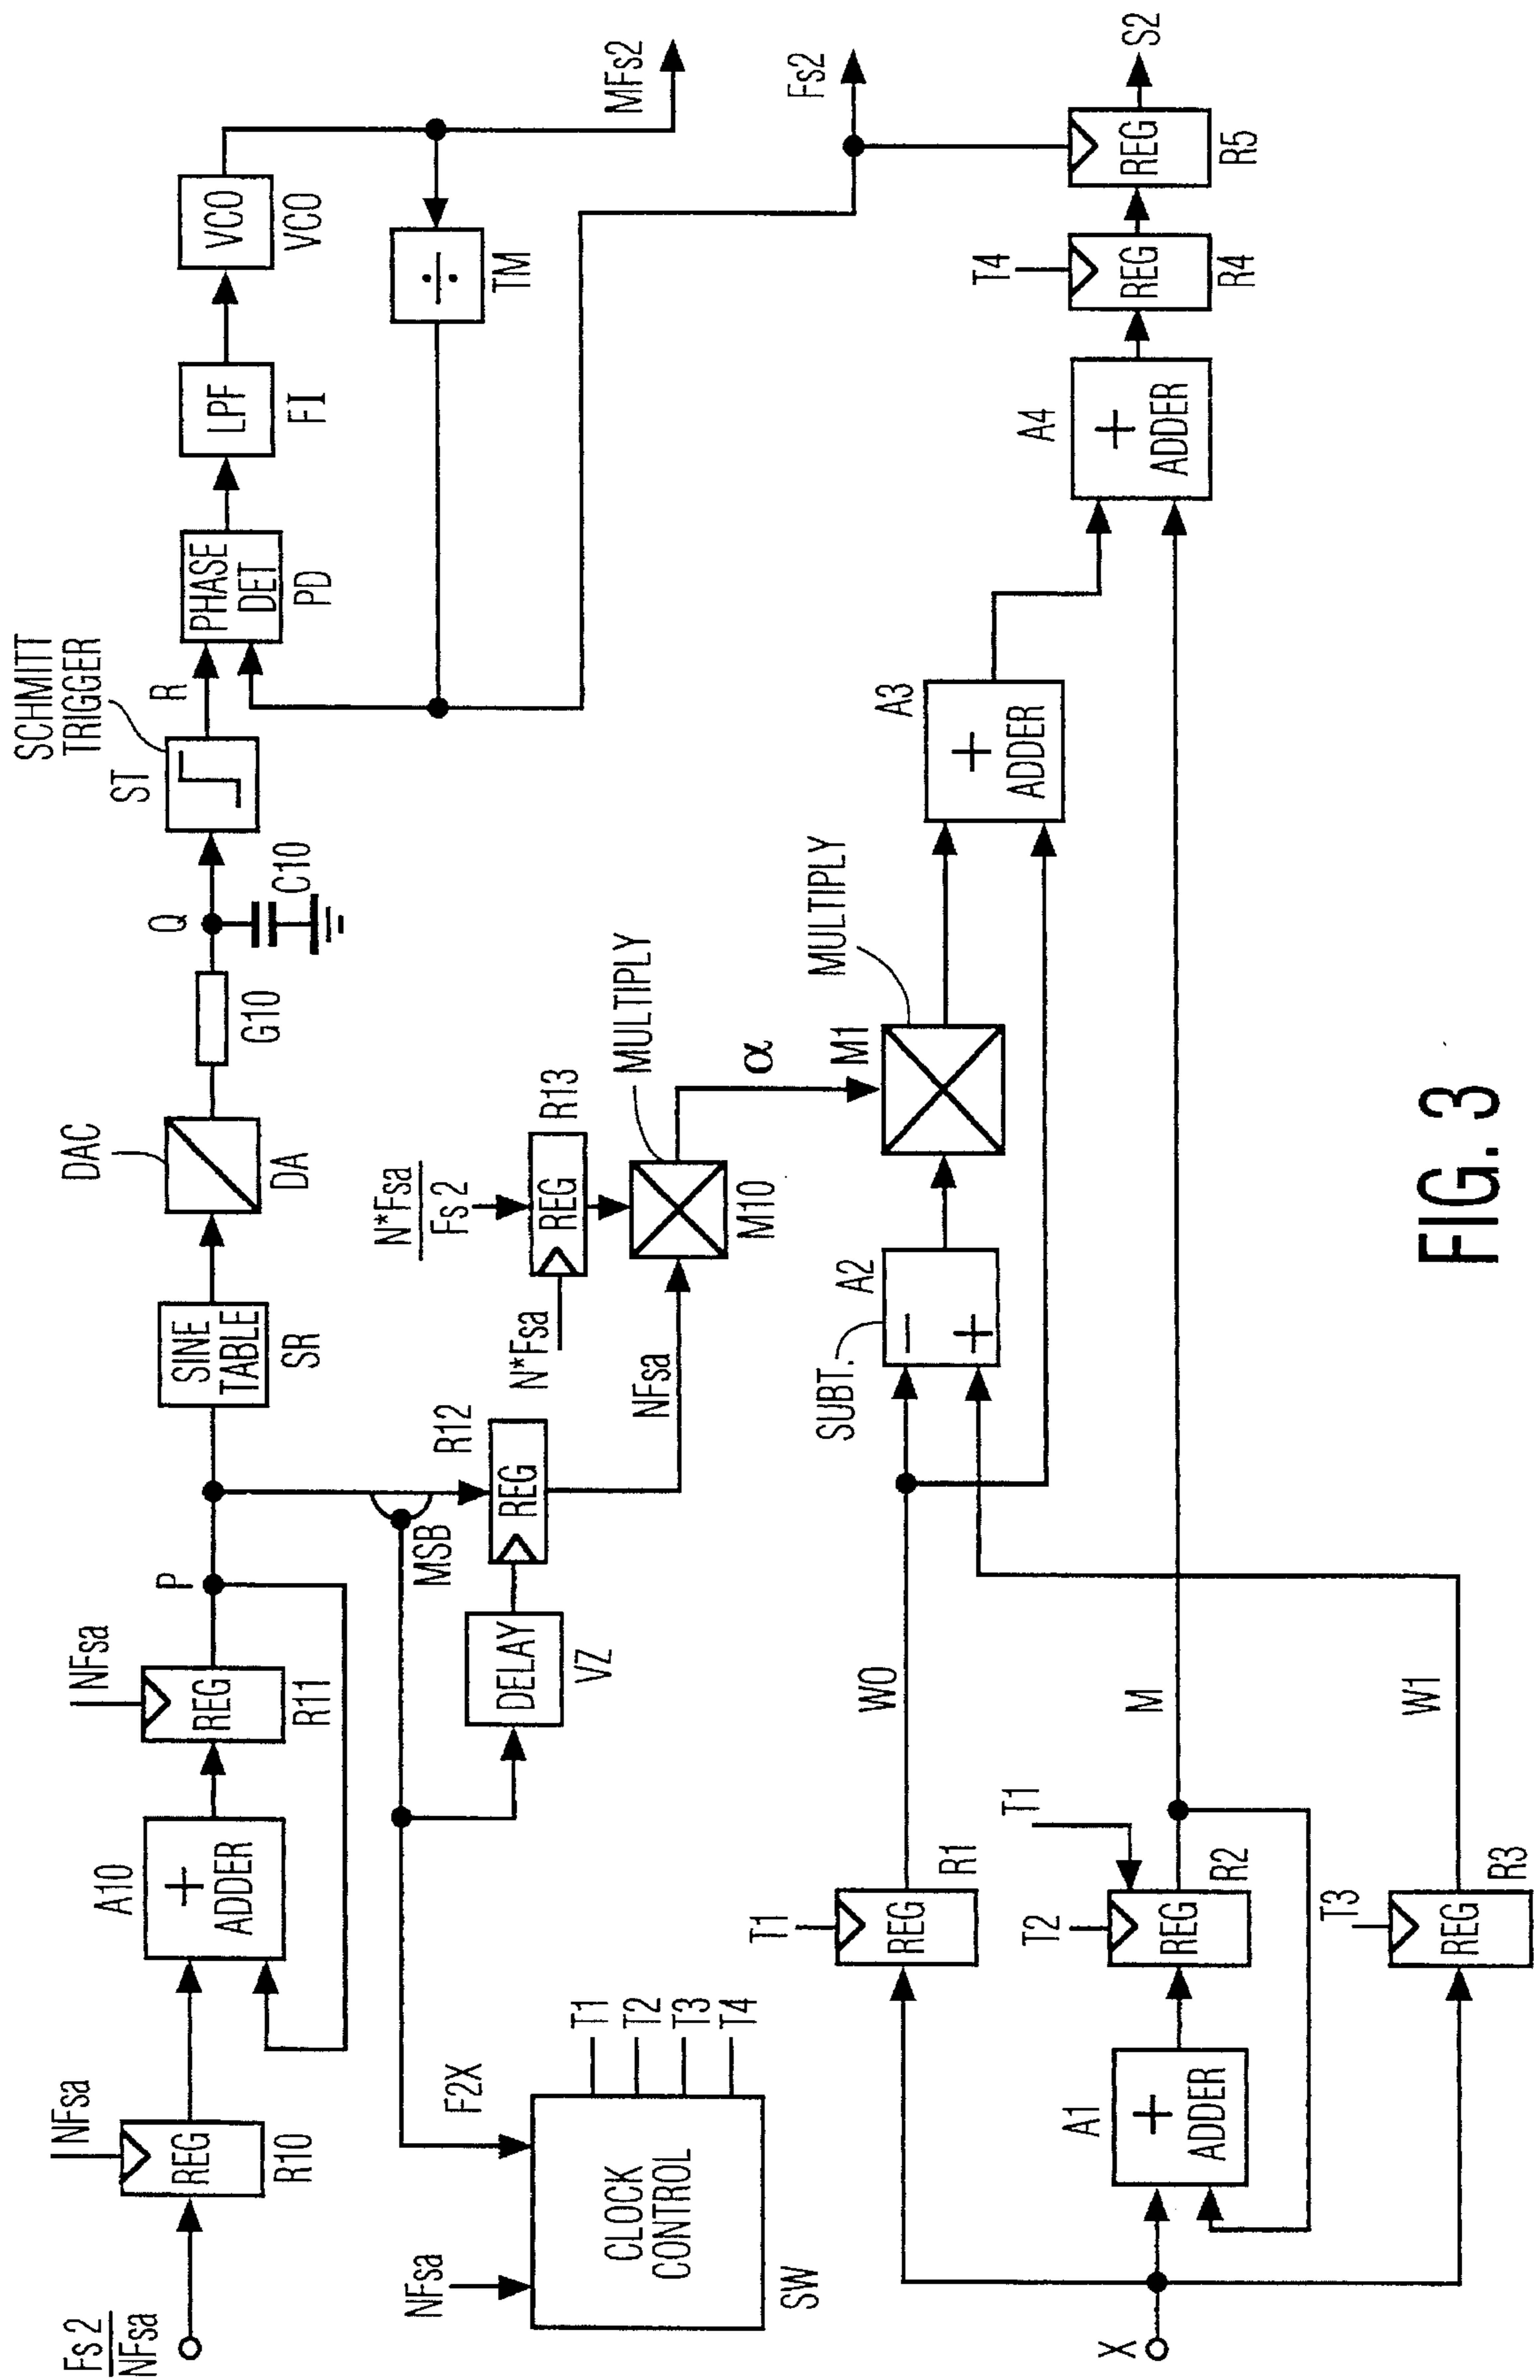 Fs2
NFsa
NFsa
REG
R10
A10
+
ADDER
NFsa
REG
R11
P
SINE
TABLE
SR
DAC
DA
G10
Q
C10
SCHMITT
TRIGGER
ST
R
PHASE
DET
PD
LPF
FI
VCO
VCO
MFs2
÷
TM
Fs2
NFsa
F2X
CLOCK
CONTROL
SW
T1
T2
T3
T4
MSB
DELAY
VZ
REG
R12
NFsa
N*Fsa
N*Fsa
Fs2
REG
R13
MULTIPLY
M10
α
X
T1
REG
R1
W0
A1
+
ADDER
T2
T1
REG
R2
M
T3
REG
R3
W1
SUBT.
−
+
A2
MULTIPLY
M1
A3
+
ADDER
A4
+
ADDER
T4
REG
R4
REG
R5
S2
FIG. 3